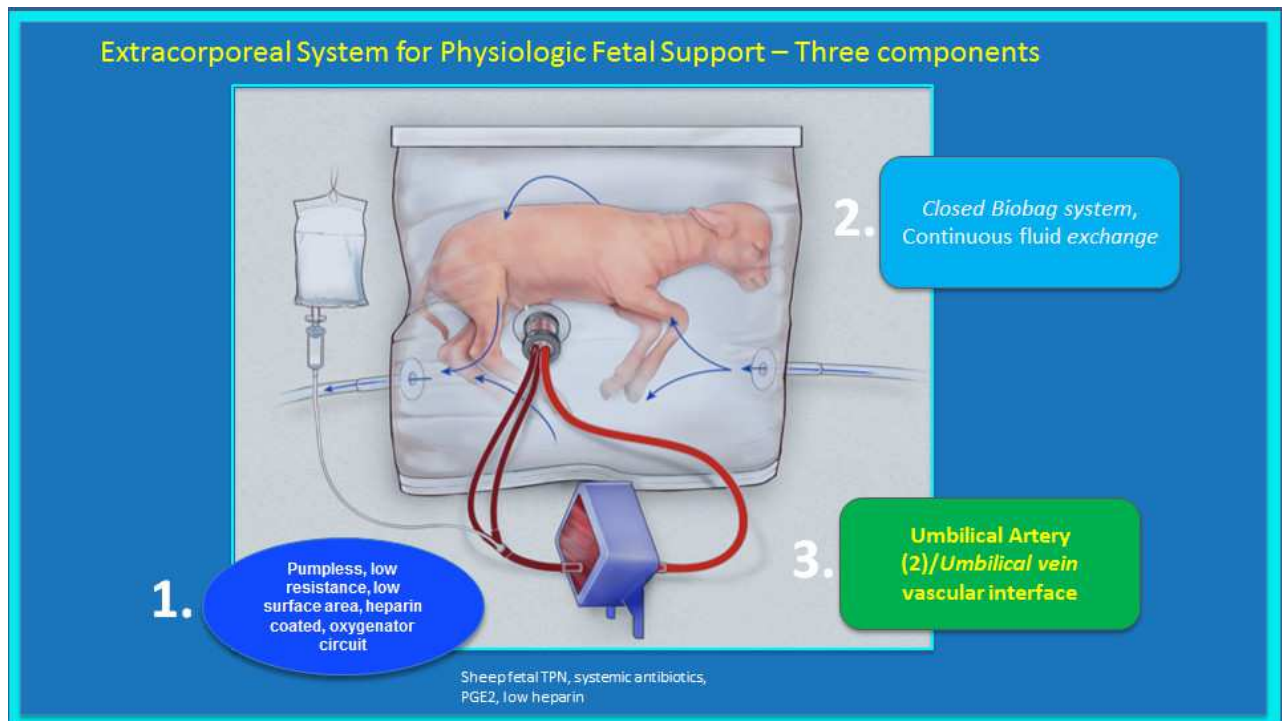 Extracorporeal System for Physiologic Fetal Support – Three components
2.
Closed Biobag system,
Continuous fluid exchange
1.
Pumpless, low
resistance, low
surface area, heparin
coated, oxygenator
circuit
3.
Umbilical Artery
(2)/Umbilical vein
vascular interface
Sheep fetal TPN, systemic antibiotics,
PGE2, low heparin